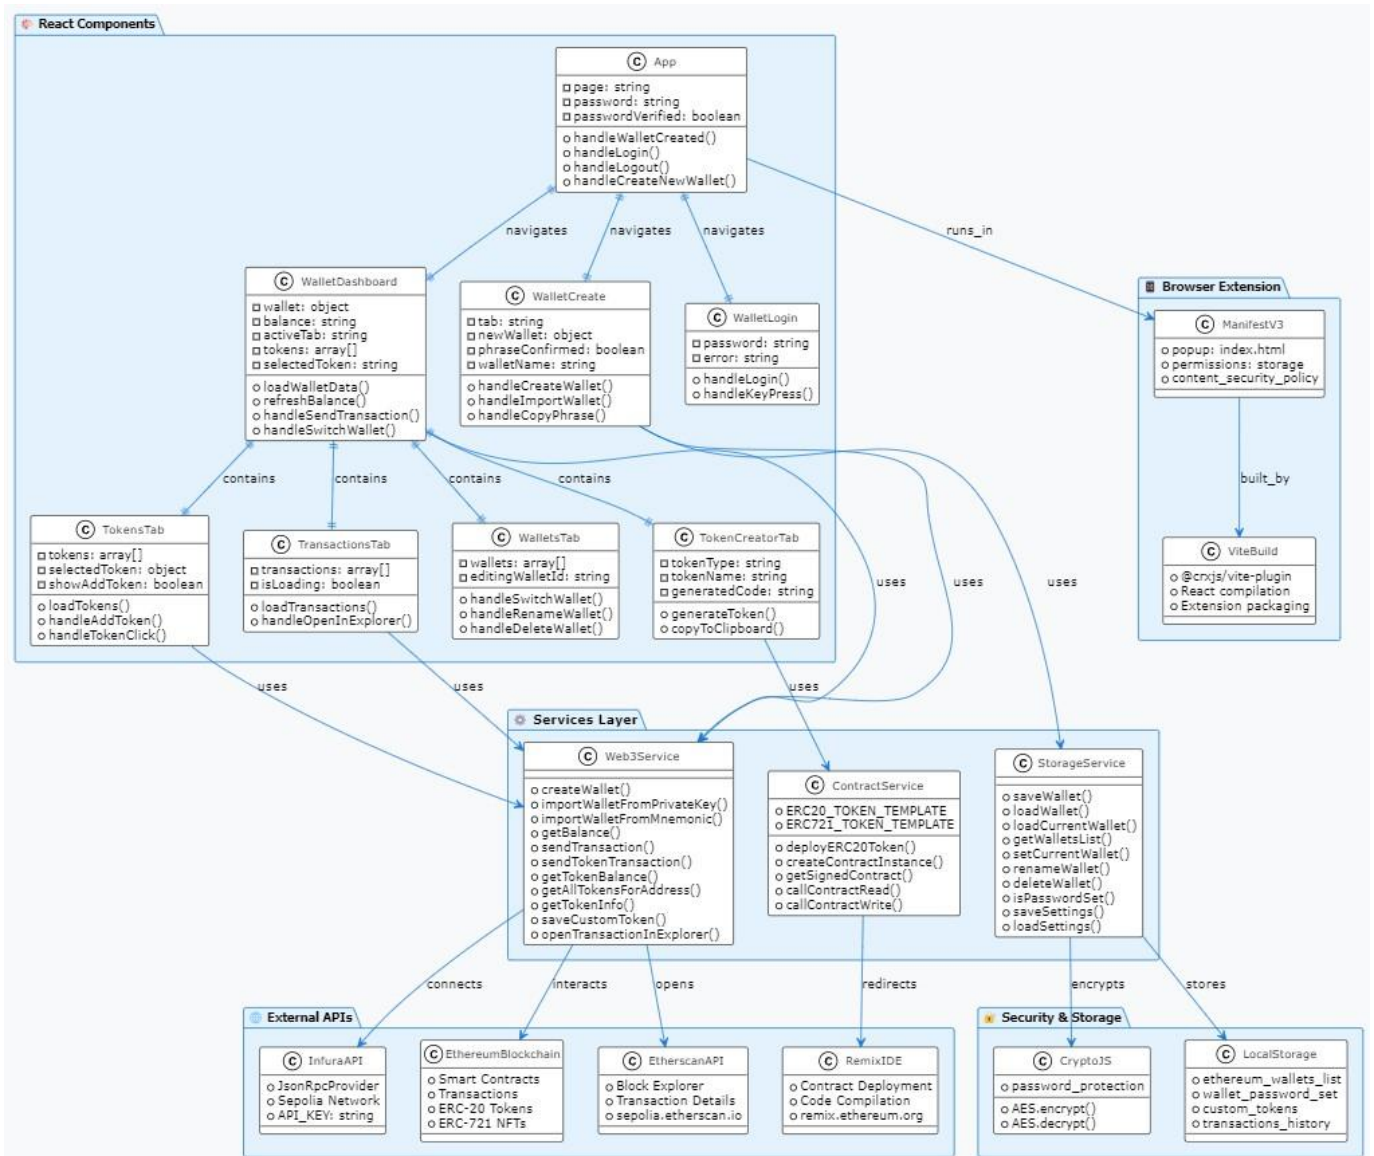 React Components
C App
page: string
password: string
passwordVerified: boolean
handleWalletCreated()
handleLogin()
handleLogout()
handleCreateNewWallet()
navigates
navigates
navigates
runs_in
C WalletDashboard
wallet: object
balance: string
activeTab: string
tokens: array[]
selectedToken: string
loadWalletData()
refreshBalance()
handleSendTransaction()
handleSwitchWallet()
C WalletCreate
tab: string
newWallet: object
phraseConfirmed: boolean
walletName: string
handleCreateWallet()
handleImportWallet()
handleCopyPhrase()
C WalletLogin
password: string
error: string
handleLogin()
handleKeyPress()
Browser Extension
C ManifestV3
popup: index.html
permissions: storage
content_security_policy
built_by
C ViteBuild
@crxjs/vite-plugin
React compilation
Extension packaging
contains
contains
contains
contains
C TokensTab
tokens: array[]
selectedToken: object
showAddToken: boolean
loadTokens()
handleAddToken()
handleTokenClick()
C TransactionsTab
transactions: array[]
isLoading: boolean
loadTransactions()
handleOpenInExplorer()
C WalletsTab
wallets: array[]
editingWalletId: string
handleSwitchWallet()
handleRenameWallet()
handleDeleteWallet()
C TokenCreatorTab
tokenType: string
tokenName: string
generatedCode: string
generateToken()
copyToClipboard()
uses
uses
uses
uses
uses
uses
Services Layer
C Web3Service
createWallet()
importWalletFromPrivateKey()
importWalletFromMnemonic()
getBalance()
sendTransaction()
sendTokenTransaction()
getTokenBalance()
getAllTokensForAddress()
getTokenInfo()
saveCustomToken()
openTransactionInExplorer()
C ContractService
ERC20_TOKEN_TEMPLATE
ERC721_TOKEN_TEMPLATE
deployERC20Token()
createContractInstance()
getSignedContract()
callContractRead()
callContractWrite()
C StorageService
saveWallet()
loadWallet()
loadCurrentWallet()
getWalletsList()
setCurrentWallet()
renameWallet()
deleteWallet()
isPasswordSet()
saveSettings()
loadSettings()
connects
interacts
opens
redirects
encrypts
stores
External APIs
C InfuraAPI
JsonRpcProvider
Sepolia Network
API_KEY: string
C EthereumBlockchain
Smart Contracts
Transactions
ERC-20 Tokens
ERC-721 NFTs
C EtherscanAPI
Block Explorer
Transaction Details
sepolia.etherscan.io
C RemixIDE
Contract Deployment
Code Compilation
remix.ethereum.org
Security & Storage
C CryptoJS
password_protection
AES.encrypt()
AES.decrypt()
C LocalStorage
ethereum_wallets_list
wallet_password_set
custom_tokens
transactions_history